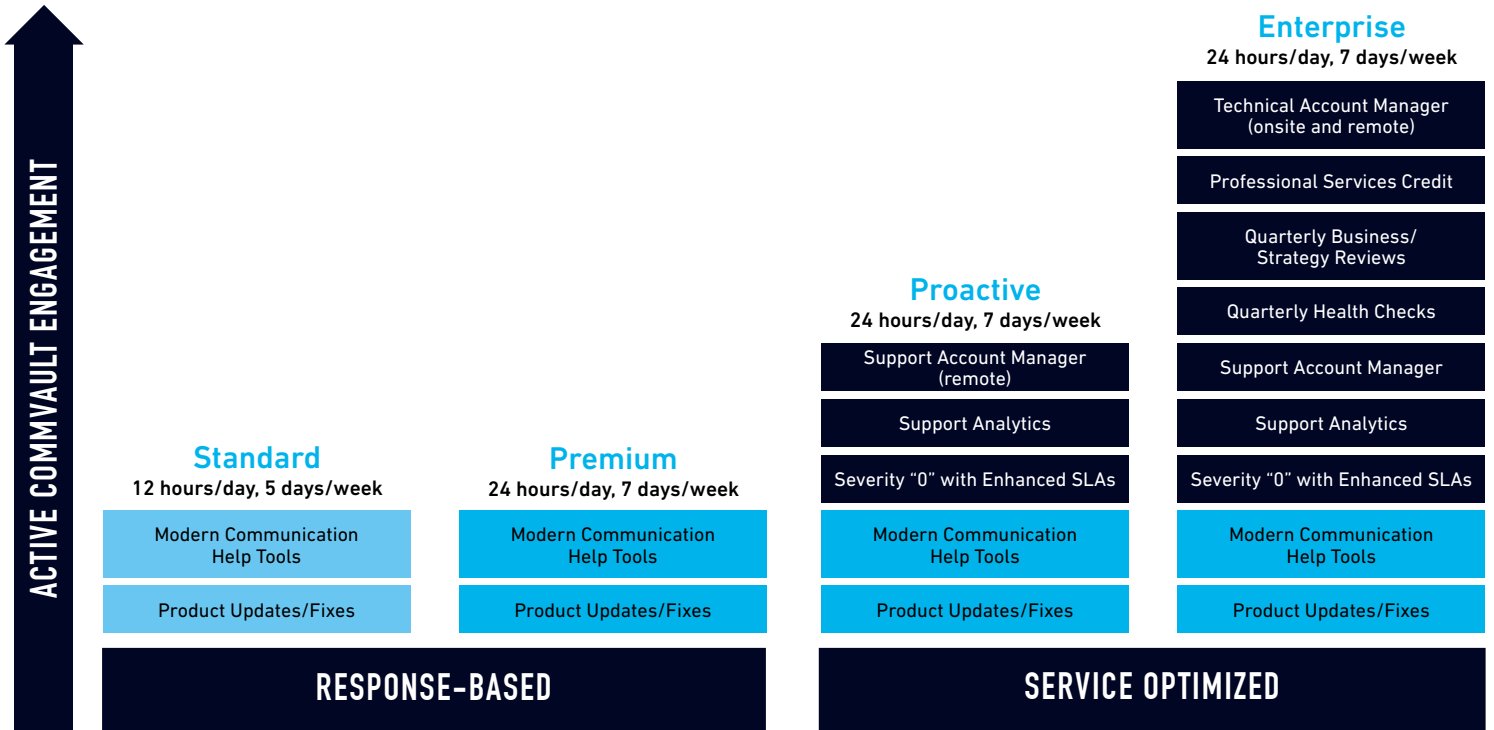 ACTIVE COMMVAULT ENGAGEMENT
Standard
12 hours/day, 5 days/week
Modern Communication
Help Tools
Product Updates/Fixes
Premium
24 hours/day, 7 days/week
Modern Communication
Help Tools
Product Updates/Fixes
RESPONSE-BASED
Proactive
24 hours/day, 7 days/week
Support Account Manager
(remote)
Support Analytics
Severity “0” with Enhanced SLAs
Modern Communication
Help Tools
Product Updates/Fixes
Enterprise
24 hours/day, 7 days/week
Technical Account Manager
(onsite and remote)
Professional Services Credit
Quarterly Business/
Strategy Reviews
Quarterly Health Checks
Support Account Manager
Support Analytics
Severity “0” with Enhanced SLAs
Modern Communication
Help Tools
Product Updates/Fixes
SERVICE OPTIMIZED